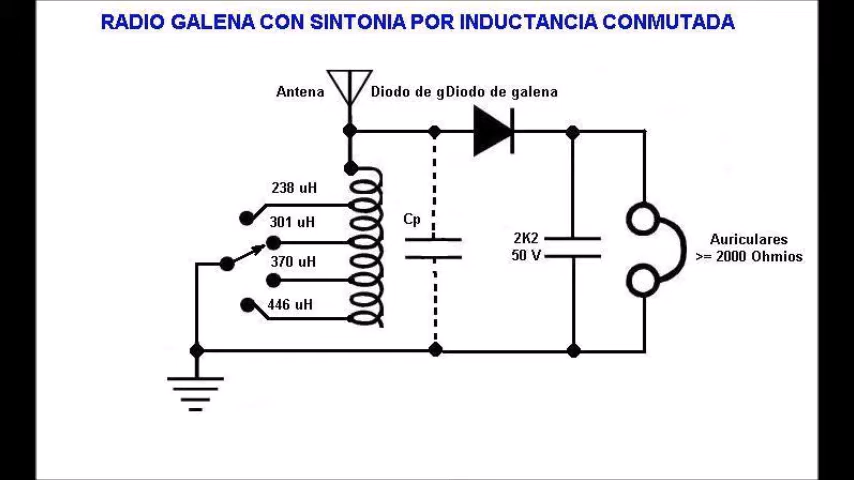 RADIO GALENA CON SINTONIA POR INDUCTANCIA CONMUTADA
Antena
Diodo de gDiodo de galena
238 uH
301 uH
370 uH
446 uH
Cp
2K2
50 V
Auriculares
>= 2000 Ohmios